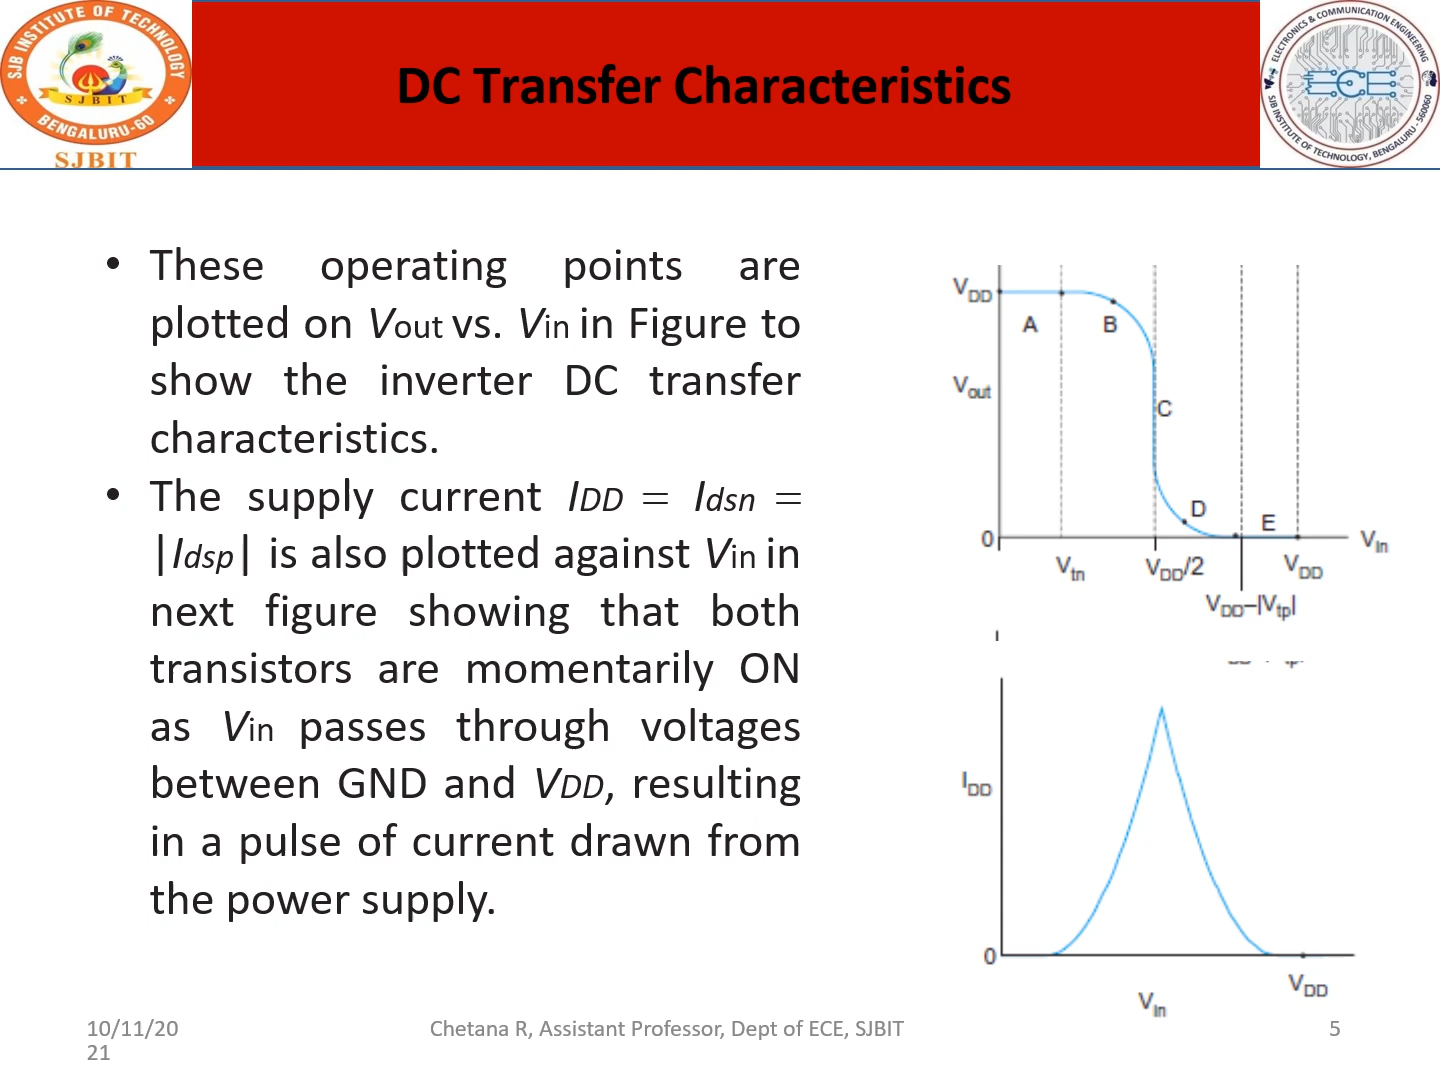 SJB INSTITUTE OF TECHNOLOGY
SJBIT
BENGALURU-60
SJBIT
DC Transfer Characteristics
ELECTRONICS & COMMUNICATION ENGINEERING
ECE
SJB INSTITUTE OF TECHNOLOGY, BENGALURU - 560060
• These operating points are
plotted on Vout vs. Vin in Figure to
show the inverter DC transfer
characteristics.
• The supply current IDD = Idsn =
|Idsp| is also plotted against Vin in
next figure showing that both
transistors are momentarily ON
as Vin passes through voltages
between GND and VDD, resulting
in a pulse of current drawn from
the power supply.
VDD
A B
Vout
C
D
E
0
Vin
Vtn VDD/2 VDD
VDD–|Vtp|
IDD
0
VDD
Vin
10/11/20
21
Chetana R, Assistant Professor, Dept of ECE, SJBIT
5